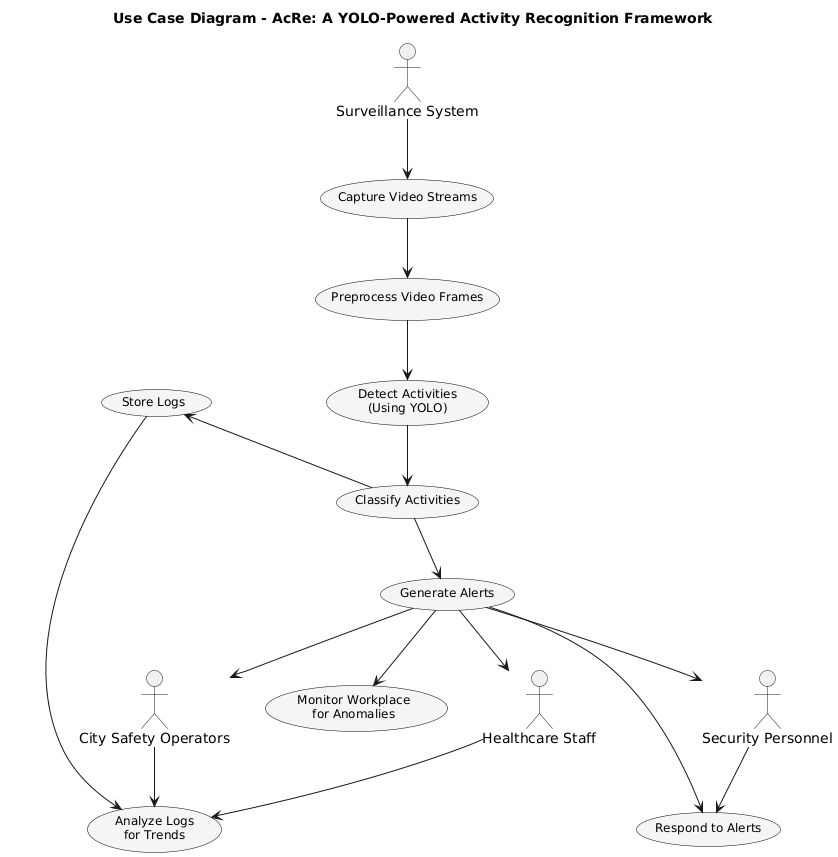 Use Case Diagram - AcRe: A YOLO-Powered Activity Recognition Framework
Surveillance System
Capture Video Streams
Preprocess Video Frames
Detect Activities
(Using YOLO)
Store Logs
Classify Activities
Generate Alerts
City Safety Operators
Monitor Workplace
for Anomalies
Healthcare Staff
Security Personnel
Analyze Logs
for Trends
Respond to Alerts